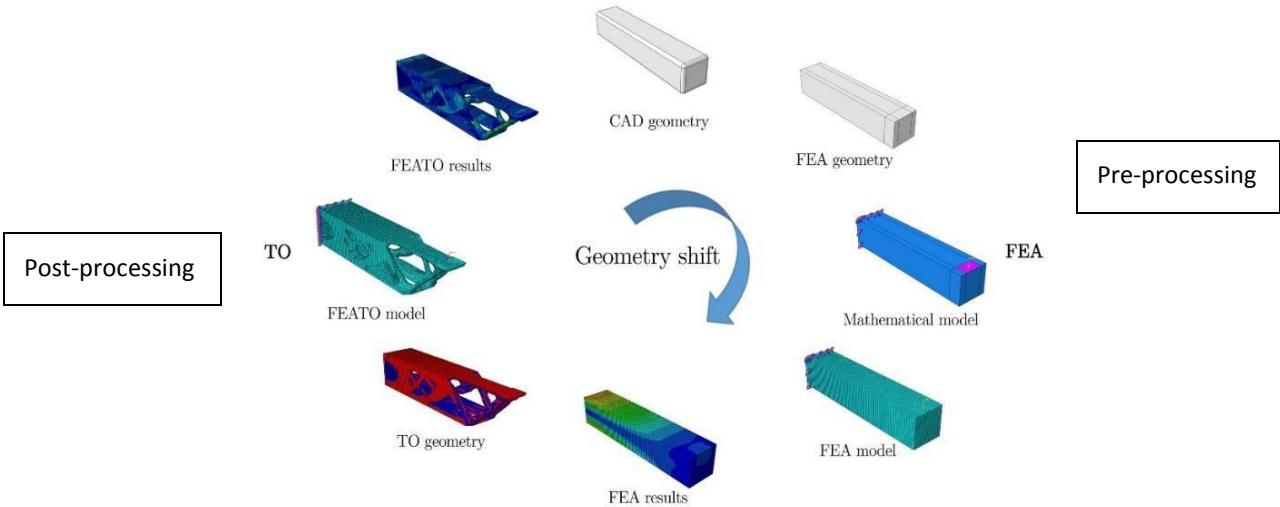 CAD geometry
FEA geometry
Pre-processing
FEATO results
Geometry shift
TO
FEA
Post-processing
Mathematical model
FEATO model
TO geometry
FEA model
FEA results